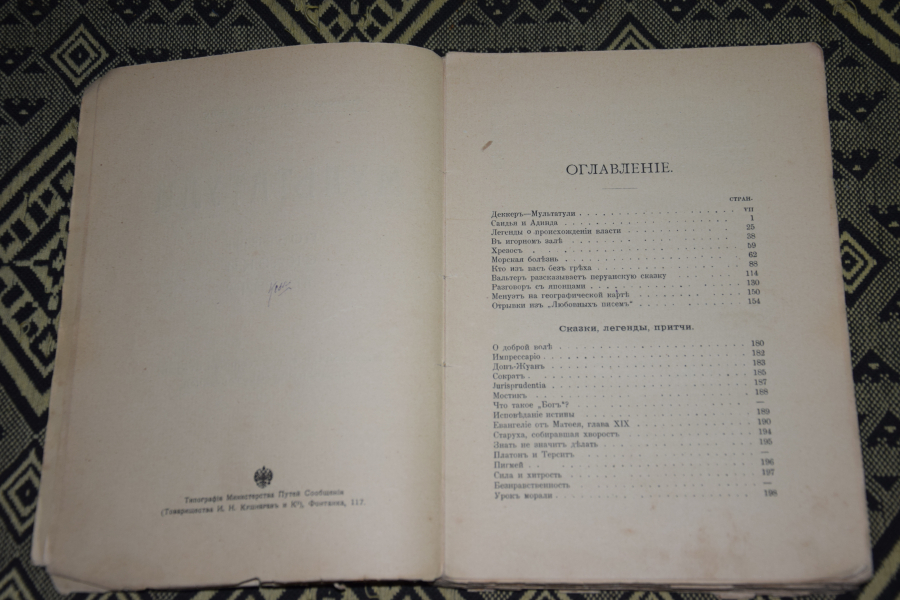 Типографія Министерства Путей Сообщенія
(Товарищества И. Н. Кушнеревъ и К⁰), Фонтанка, 117.
ОГЛАВЛЕНІЕ.
СТРАН.
Деккеръ—Мультатули . . . VII
Саидья и Адинда . . . 1
Легенды о происхожденіи власти . . . 25
Въ игорномъ залѣ . . . 38
Хрезосъ . . . 59
Морская болѣзнь . . . 62
Кто изъ васъ безъ грѣха . . . 88
Вальтеръ разсказываетъ перуанскую сказку . . . 114
Разговоръ съ японцами . . . 130
Менуэтъ на географической картѣ . . . 150
Отрывки изъ „Любовныхъ писемъ" . . . 154
Сказки, легенды, притчи.
О доброй волѣ . . . 180
Импрессаріо . . . 182
Донъ-Жуанъ . . . 183
Сократъ . . . 185
Jurisprudentia . . . 187
Мостикъ . . . 188
Что такое „Богъ"? . . . —
Исповѣданіе истины . . . 189
Евангеліе отъ Матѳея, глава XIX . . . 190
Старуха, собиравшая хворостъ . . . 194
Знать не значитъ дѣлать . . . 195
Платонъ и Терситъ . . . —
Пигмей . . . 196
Сила и хитрость . . . 197
Безнравственность . . . —
Урокъ морали . . . 198